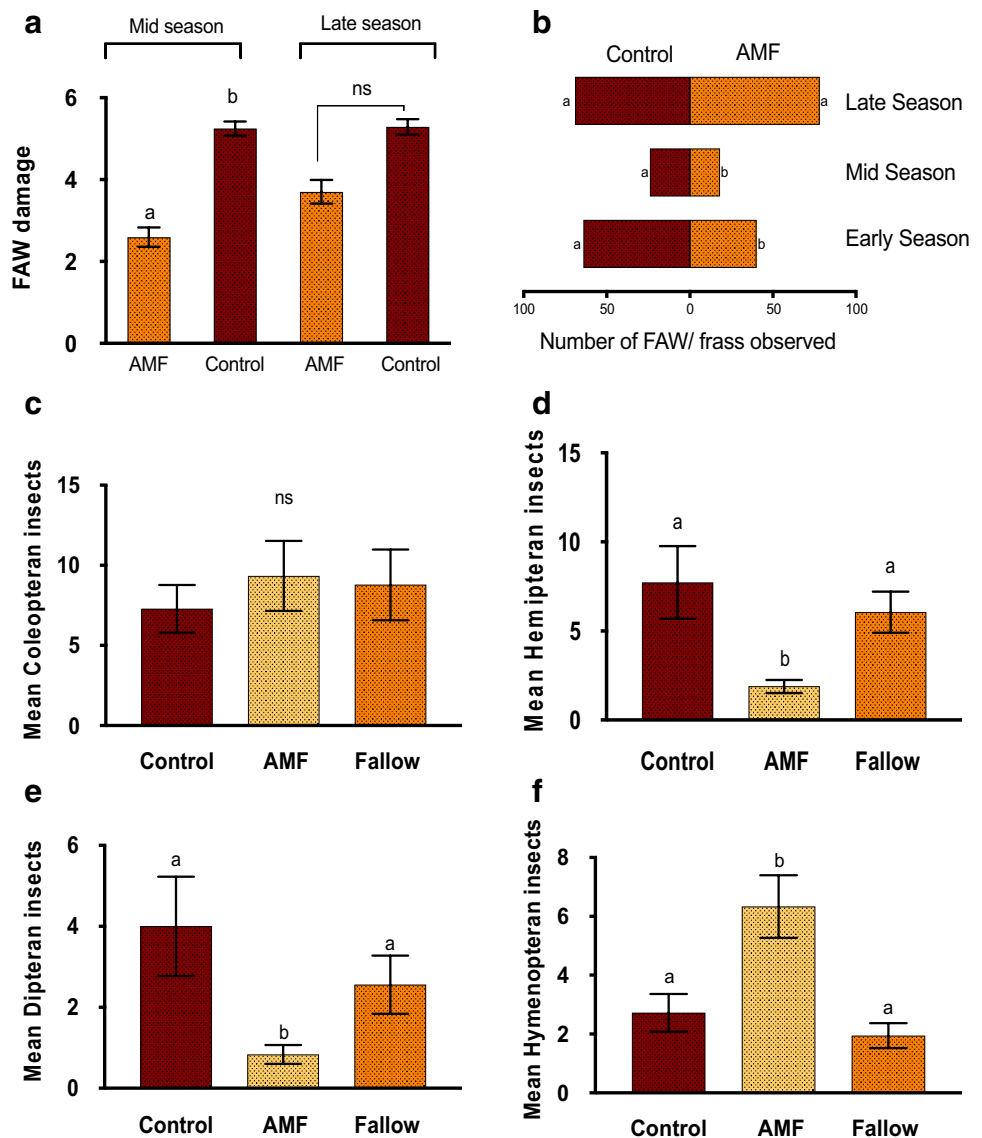 a
Mid season Late season
FAW damage
6
4
2
0
a
b
ns
AMF Control AMF Control
b
Control AMF
a a Late Season
a b Mid Season
a b Early Season
100 50 0 50 100
Number of FAW/ frass observed
c
Mean Coleopteran insects
15
10
5
0
ns
Control AMF Fallow
d
Mean Hemipteran insects
15
10
5
0
a
b
a
Control AMF Fallow
e
Mean Dipteran insects
6
4
2
0
a
b
a
Control AMF Fallow
f
Mean Hymenopteran insects
8
6
4
2
0
a
b
a
Control AMF Fallow